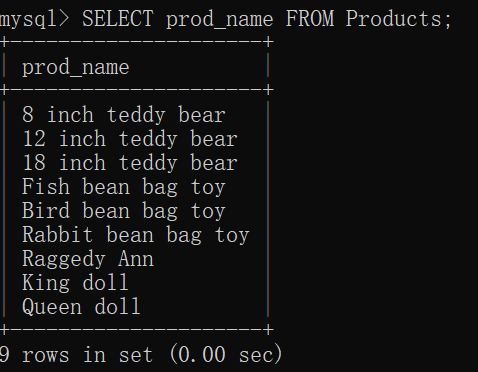 mysql> SELECT prod_name FROM Products;
+--------------------+
| prod_name          |
+--------------------+
| 8 inch teddy bear  |
| 12 inch teddy bear |
| 18 inch teddy bear |
| Fish bean bag toy  |
| Bird bean bag toy  |
| Rabbit bean bag toy |
| Raggedy Ann        |
| King doll          |
| Queen doll         |
+--------------------+
9 rows in set (0.00 sec)